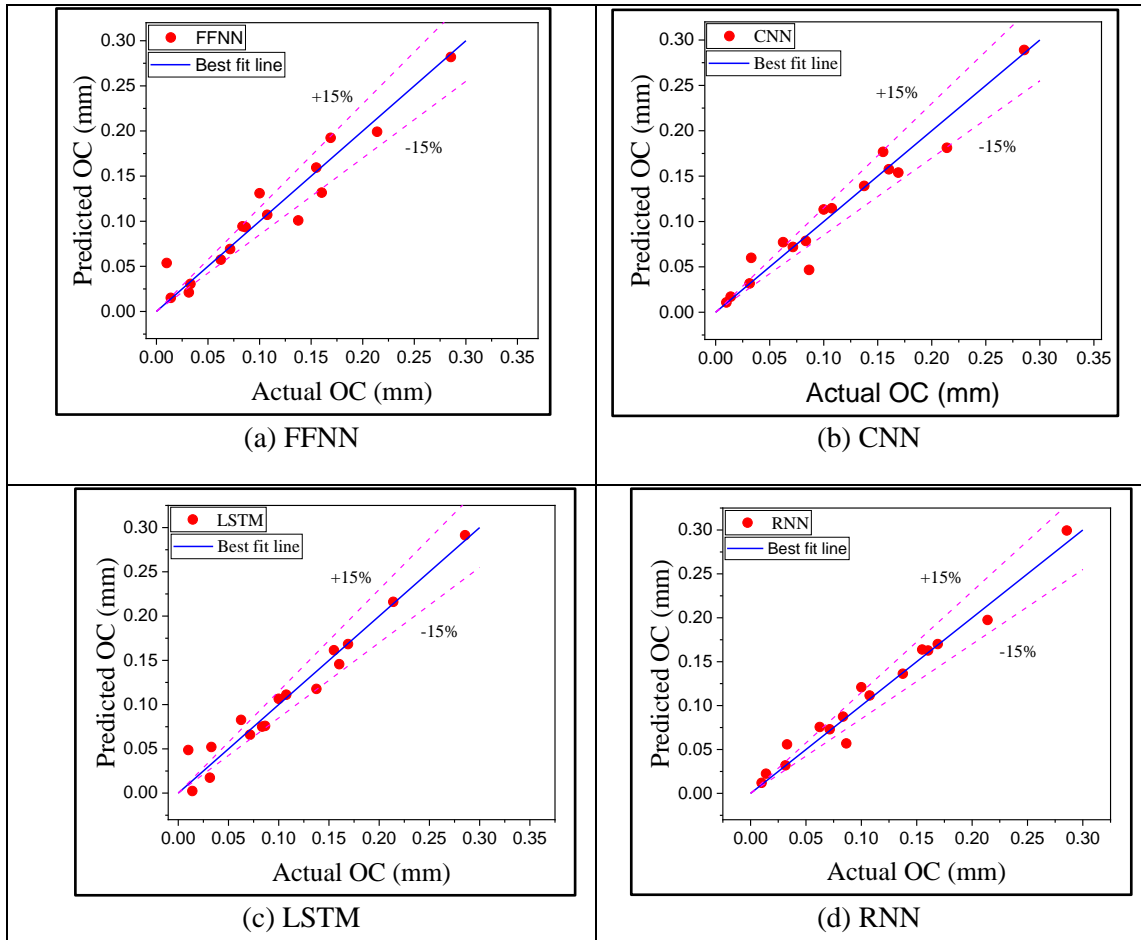 FFNN
Best fit line
+15%
-15%
0.30
0.25
0.20
0.15
0.10
0.05
0.00
Predicted OC (mm)
0.00 0.05 0.10 0.15 0.20 0.25 0.30 0.35
Actual OC (mm)
(a) FFNN
CNN
Best fit line
+15%
-15%
0.30
0.25
0.20
0.15
0.10
0.05
0.00
Predicted OC (mm)
0.00 0.05 0.10 0.15 0.20 0.25 0.30 0.35
Actual OC (mm)
(b) CNN
LSTM
Best fit line
+15%
-15%
0.30
0.25
0.20
0.15
0.10
0.05
0.00
Predicted OC (mm)
0.00 0.05 0.10 0.15 0.20 0.25 0.30 0.35
Actual OC (mm)
(c) LSTM
RNN
Best fit line
+15%
-15%
0.30
0.25
0.20
0.15
0.10
0.05
0.00
Predicted OC (mm)
0.00 0.05 0.10 0.15 0.20 0.25 0.30
Actual OC (mm)
(d) RNN